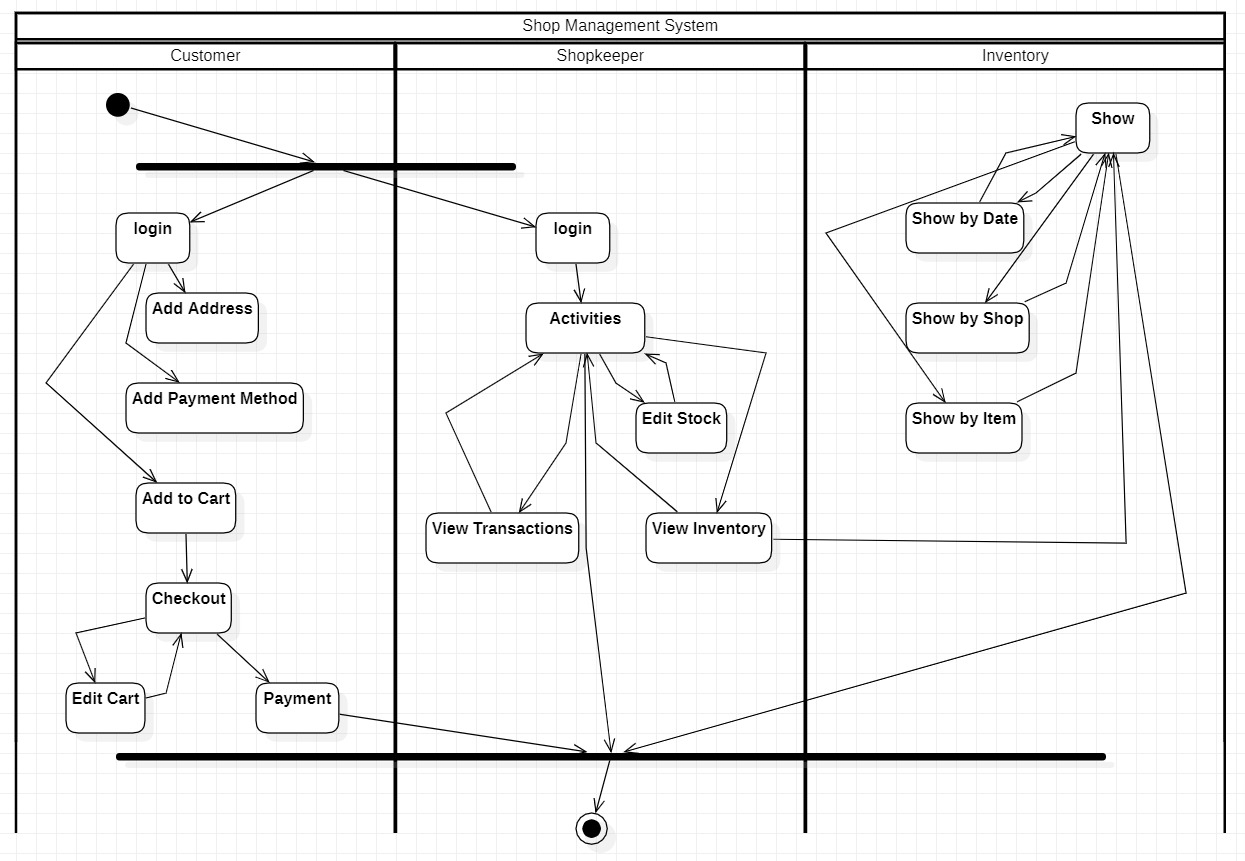 Shop Management System
Customer
Shopkeeper
Inventory
login
Add Address
Add Payment Method
Add to Cart
Checkout
Edit Cart
Payment
login
Activities
Edit Stock
View Transactions
View Inventory
Show
Show by Date
Show by Shop
Show by Item